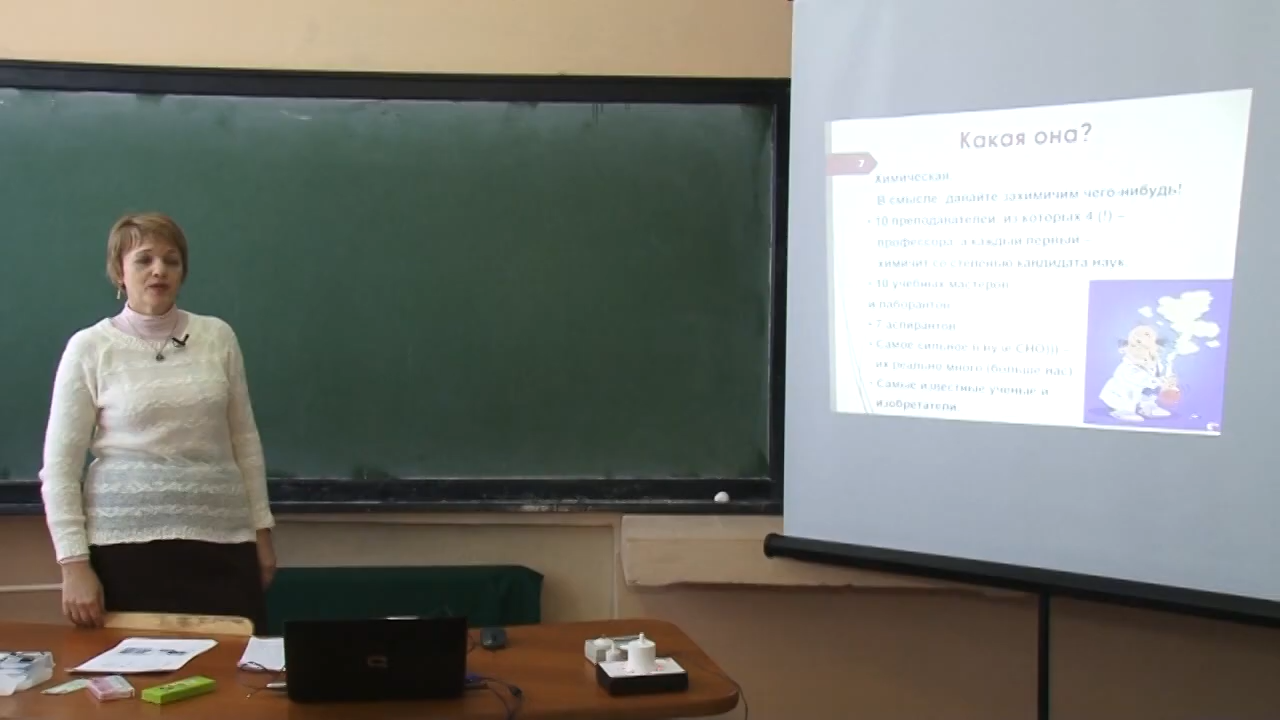 Какая она?
7
Химическая
В смысле, давайте захимичим чего-нибудь!
• 10 преподавателей, из которых 4 (!) –
профессора, а каждый первый –
химичит со степенью кандидата наук
• 10 учебных мастеров
и лаборантов
• 7 аспирантов
• Самое сильное в вузе СНО
их реально много (больше нас)
• Самые известные ученые и
изобретатели